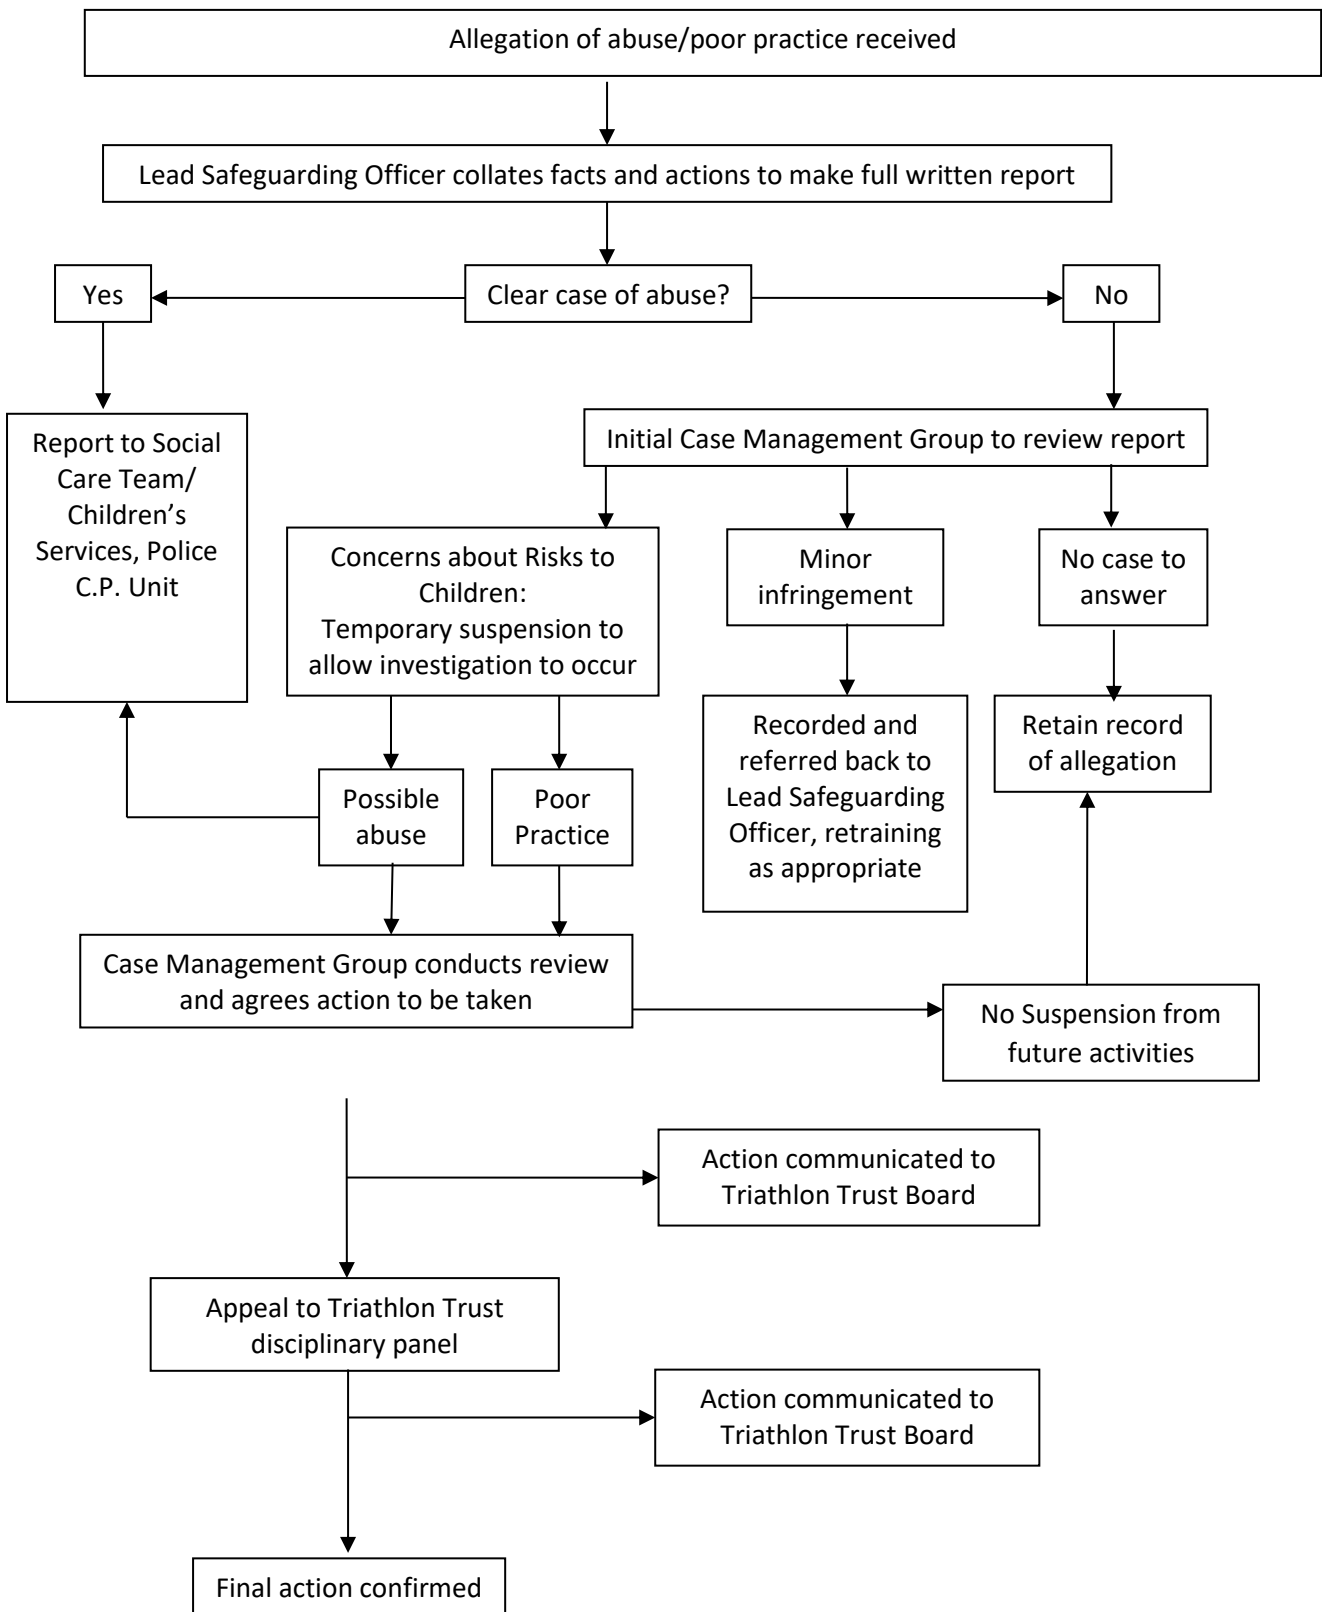 Allegation of abuse/poor practice received
Lead Safeguarding Officer collates facts and actions to make full written report
Yes
Clear case of abuse?
No
Report to Social
Care Team/
Children’s
Services, Police
C.P. Unit
Initial Case Management Group to review report
Concerns about Risks to
Children:
Temporary suspension to
allow investigation to occur
Minor
infringement
No case to
answer
Possible
abuse
Poor
Practice
Recorded and
referred back to
Lead Safeguarding
Officer, retraining
as appropriate
Retain record
of allegation
Case Management Group conducts review
and agrees action to be taken
No Suspension from
future activities
Action communicated to
Triathlon Trust Board
Appeal to Triathlon Trust
disciplinary panel
Action communicated to
Triathlon Trust Board
Final action confirmed